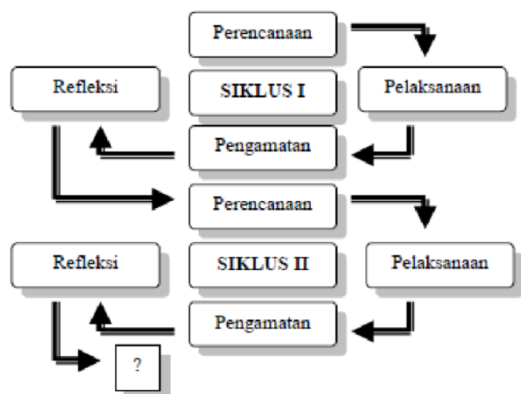 Perencanaan
Refleksi
SIKLUS I
Pelaksanaan
Pengamatan
Perencanaan
Refleksi
SIKLUS II
Pelaksanaan
Pengamatan
?